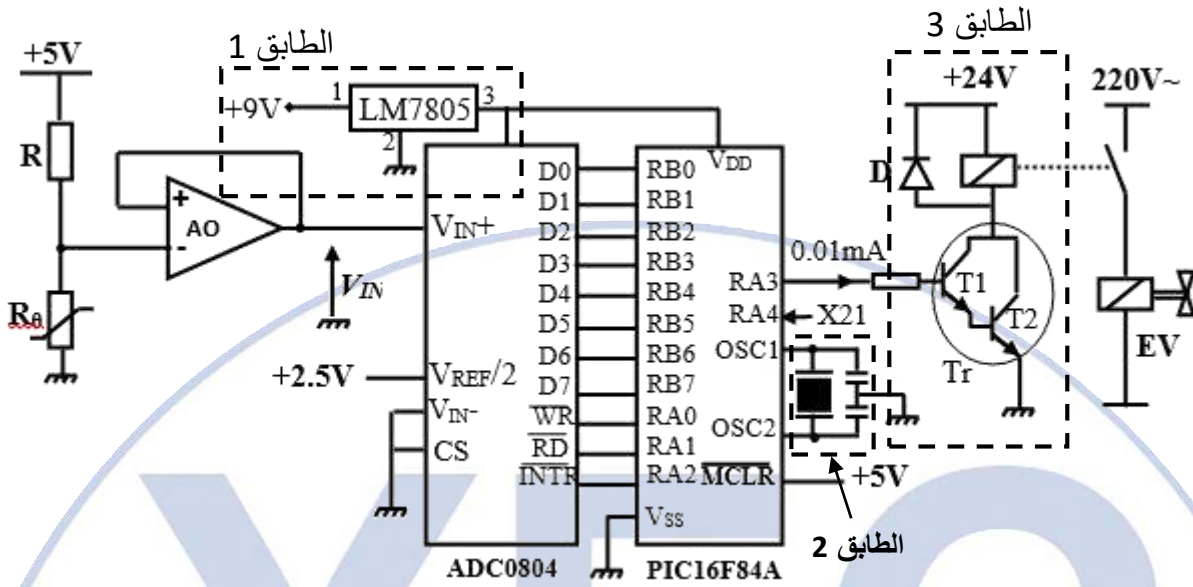 الطابق 1
الطابق 3
+5V
+24V
220V~
+9V
1
LM7805
3
2
R
AO
+
-
Rθ
VIN
VIN+
+2.5V
VREF/2
VIN-
CS
D0
D1
D2
D3
D4
D5
D6
D7
WR
RD
INTR
ADC0804
VDD
RB0
RB1
RB2
RB3
RB4
RB5
RB6
RB7
RA0
RA1
RA2
VSS
RA3
RA4
OSC1
OSC2
MCLR
PIC16F84A
0.01mA
X21
+5V
الطابق 2
D
T1
T2
Tr
EV